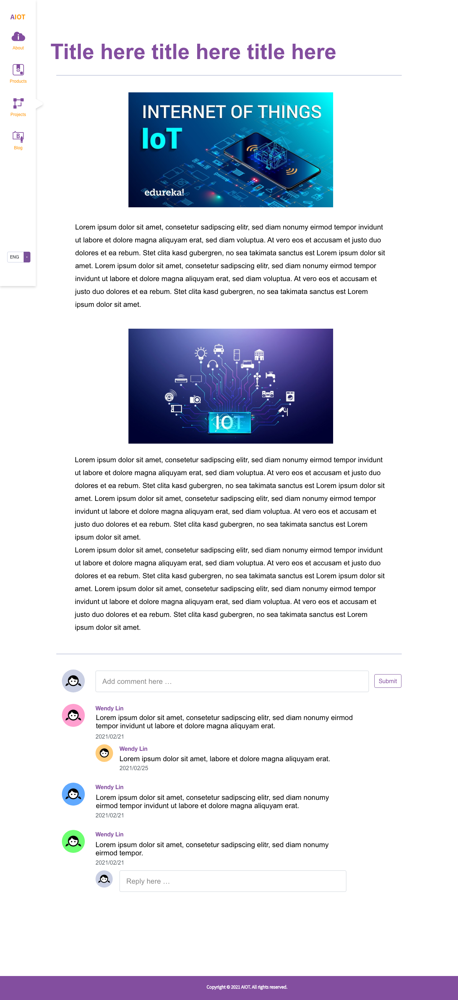 AIOT
About
Products
Projects
B
Blog
ENG
Title here title here title here
INTERNET OF THINGS
IoT
edureka!
Lorem ipsum dolor sit amet, consetetur sadipscing elitr, sed diam nonumy eirmod tempor invidunt
ut labore et dolore magna aliquyam erat, sed diam voluptua. At vero eos et accusam et justo duo
dolores et ea rebum. Stet clita kasd gubergren, no sea takimata sanctus est Lorem ipsum dolor sit
amet. Lorem ipsum dolor sit amet, consetetur sadipscing elitr, sed diam nonumy eirmod tempor
invidunt ut labore et dolore magna aliquyam erat, sed diam voluptua. At vero eos et accusam et
justo duo dolores et ea rebum. Stet clita kasd gubergren, no sea takimata sanctus est Lorem
ipsum dolor sit amet.
IOT
Lorem ipsum dolor sit amet, consetetur sadipscing elitr, sed diam nonumy eirmod tempor invidunt
ut labore et dolore magna aliquyam erat, sed diam voluptua. At vero eos et accusam et justo duo
dolores et ea rebum. Stet clita kasd gubergren, no sea takimata sanctus est Lorem ipsum dolor sit
amet. Lorem ipsum dolor sit amet, consetetur sadipscing elitr, sed diam nonumy eirmod tempor
invidunt ut labore et dolore magna aliquyam erat, sed diam voluptua. At vero eos et accusam et
justo duo dolores et ea rebum. Stet clita kasd gubergren, no sea takimata sanctus est Lorem
ipsum dolor sit amet.
Lorem ipsum dolor sit amet, consetetur sadipscing elitr, sed diam nonumy eirmod tempor invidunt
ut labore et dolore magna aliquyam erat, sed diam voluptua. At vero eos et accusam et justo duo
dolores et ea rebum. Stet clita kasd gubergren, no sea takimata sanctus est Lorem ipsum dolor sit
amet. Lorem ipsum dolor sit amet, consetetur sadipscing elitr, sed diam nonumy eirmod tempor
invidunt ut labore et dolore magna aliquyam erat, sed diam voluptua. At vero eos et accusam et
justo duo dolores et ea rebum. Stet clita kasd gubergren, no sea takimata sanctus est Lorem
ipsum dolor sit amet.
Add comment here …
Submit
Wendy Lin
Lorem ipsum dolor sit amet, consetetur sadipscing elitr, sed diam nonumy eirmod
tempor invidunt ut labore et dolore magna aliquyam erat.
2021/02/21
Wendy Lin
Lorem ipsum dolor sit amet, labore et dolore magna aliquyam erat.
2021/02/25
Wendy Lin
Lorem ipsum dolor sit amet, consetetur sadipscing elitr, sed diam nonumy
eirmod tempor invidunt ut labore et dolore magna aliquyam erat.
2021/02/21
Wendy Lin
Lorem ipsum dolor sit amet, consetetur sadipscing elitr, sed diam nonumy
eirmod tempor.
2021/02/21
Reply here …
Copyright © 2021 AIOT. All rights reserved.